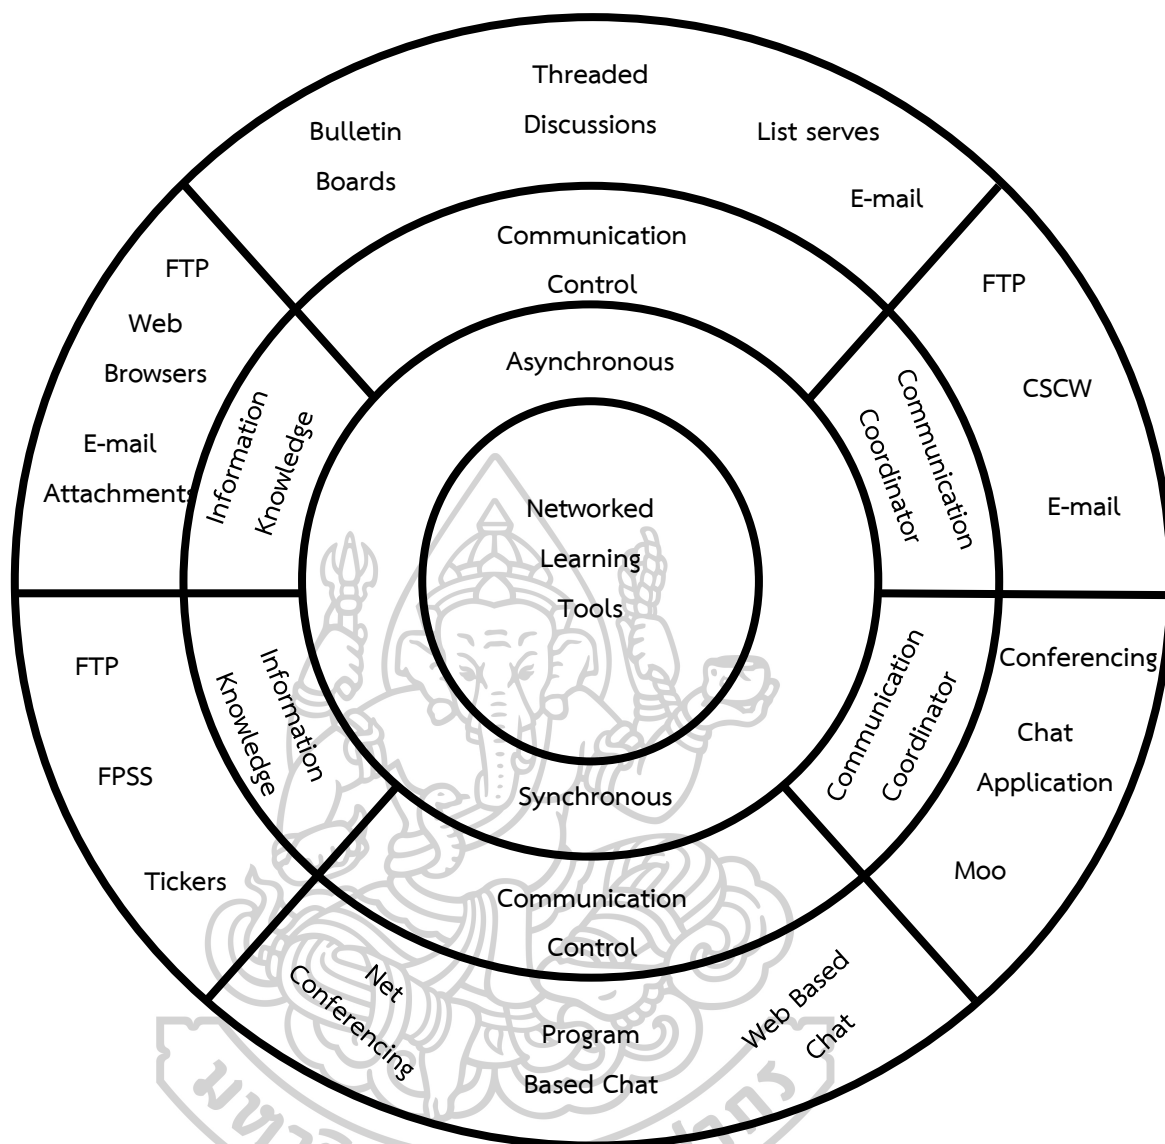 Threaded
Discussions
Bulletin
Boards
List serves
E-mail
Communication
Control
FTP
Web
Browsers
E-mail
Attachments
Information
Knowledge
Asynchronous
Communication
Coordinator
FTP
CSCW
E-mail
Networked
Learning
Tools
FTP
FPSS
Tickers
Information
Knowledge
Synchronous
Communication
Coordinator
Conferencing
Chat
Application
Moo
Communication
Control
Net
Conferencing
Program
Based Chat
Web Based
Chat